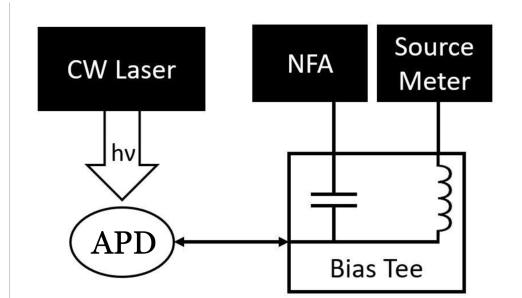 CW Laser
NFA
Source
Meter
hν
APD
Bias Tee